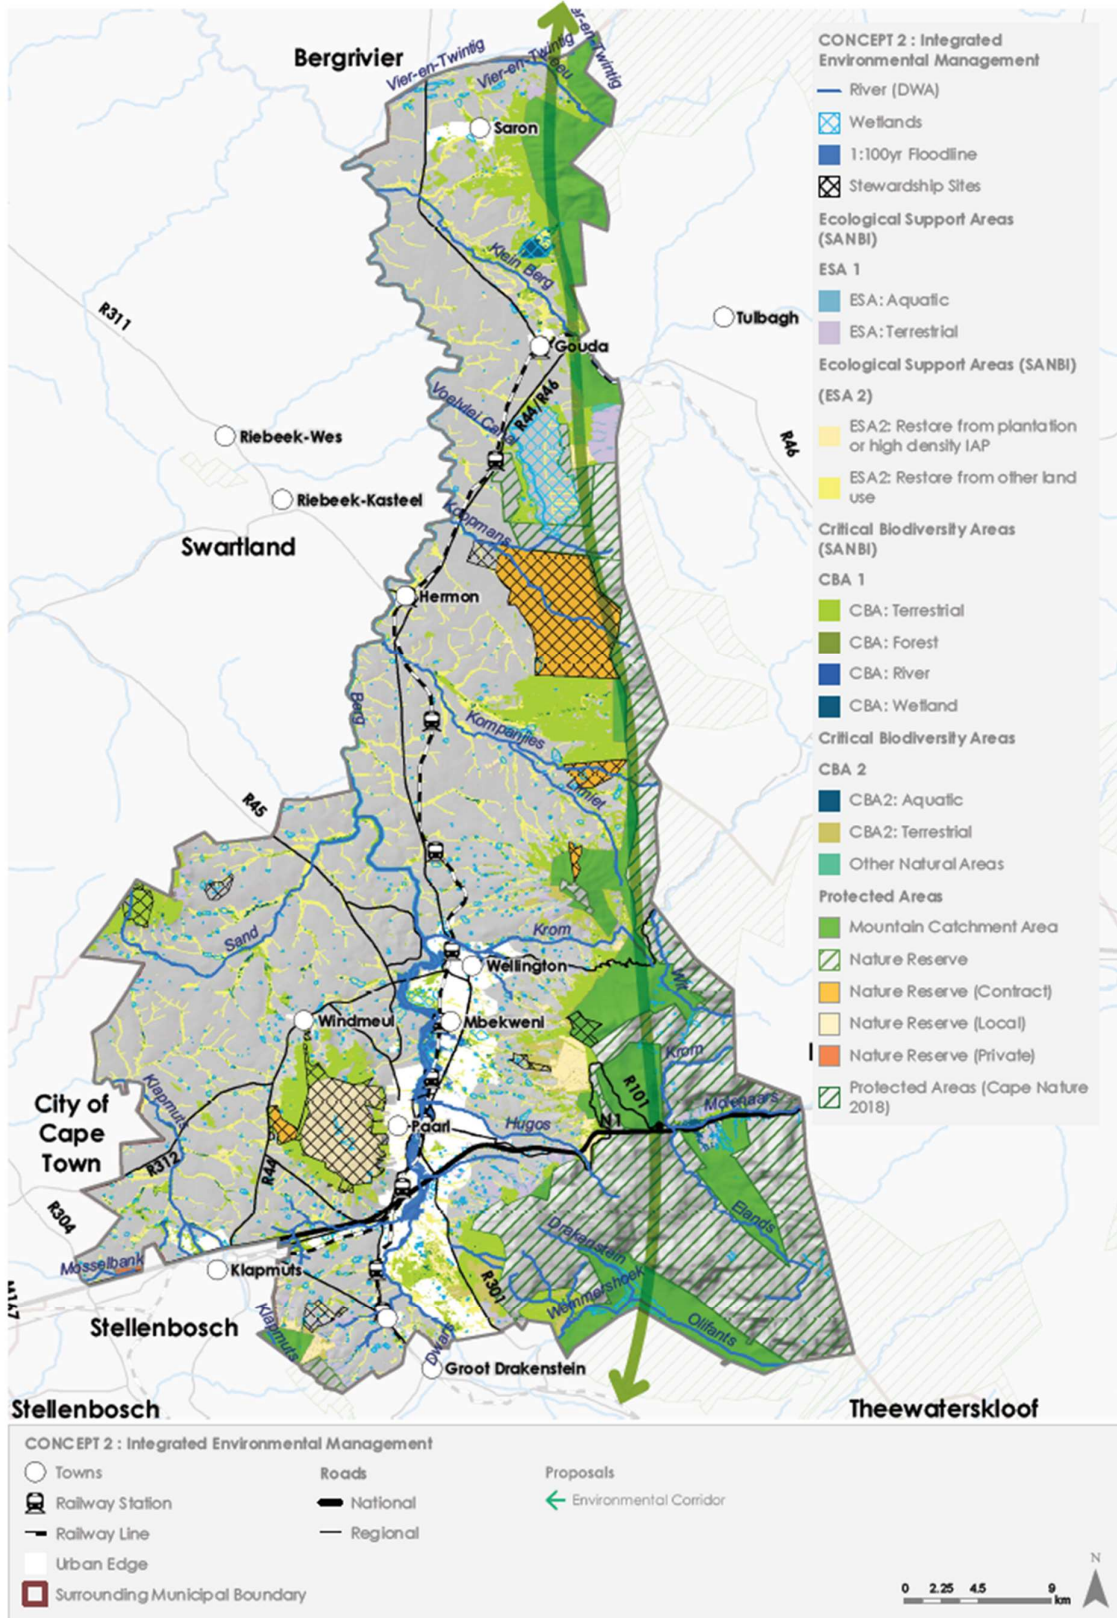 Bergrivier
Vier-en-Twintig
Vier-en-Twintig
Saron
Klein Berg
R311
Tulbagh
Gouda
Voelvlei Canal
R44/R46
R46
Riebeek-Wes
Riebeek-Kasteel
Koopmans
Swartland
Hermon
Berg
Kompanjies
Limiet
R45
Sand
Krom
Wellington
Wit
Windmeul
Mbekweni
Krom
Klapmuts
R101
Molenaars
City of
Cape
Town
Paarl
Hugos
N1
R312
R44
R304
Elands
Drakenstein
Mosselbank
Klapmuts
R301
Wemmershoek
Stellenbosch
Klapmuts
Dwars
Olifants
Groot Drakenstein
Stellenbosch
Theewaterskloof
CONCEPT 2 : Integrated
Environmental Management
River (DWA)
Wetlands
1:100yr Floodline
Stewardship Sites
Ecological Support Areas
(SANBI)
ESA 1
ESA: Aquatic
ESA: Terrestrial
Ecological Support Areas (SANBI)
(ESA 2)
ESA2: Restore from plantation
or high density IAP
ESA2: Restore from other land
use
Critical Biodiversity Areas
(SANBI)
CBA 1
CBA: Terrestrial
CBA: Forest
CBA: River
CBA: Wetland
Critical Biodiversity Areas
CBA 2
CBA2: Aquatic
CBA2: Terrestrial
Other Natural Areas
Protected Areas
Mountain Catchment Area
Nature Reserve
Nature Reserve (Contract)
Nature Reserve (Local)
Nature Reserve (Private)
Protected Areas (Cape Nature
2018)
CONCEPT 2 : Integrated Environmental Management
Towns
Railway Station
Railway Line
Urban Edge
Surrounding Municipal Boundary
Roads
National
Regional
Proposals
Environmental Corridor
N
0 2.25 4.5 9
km